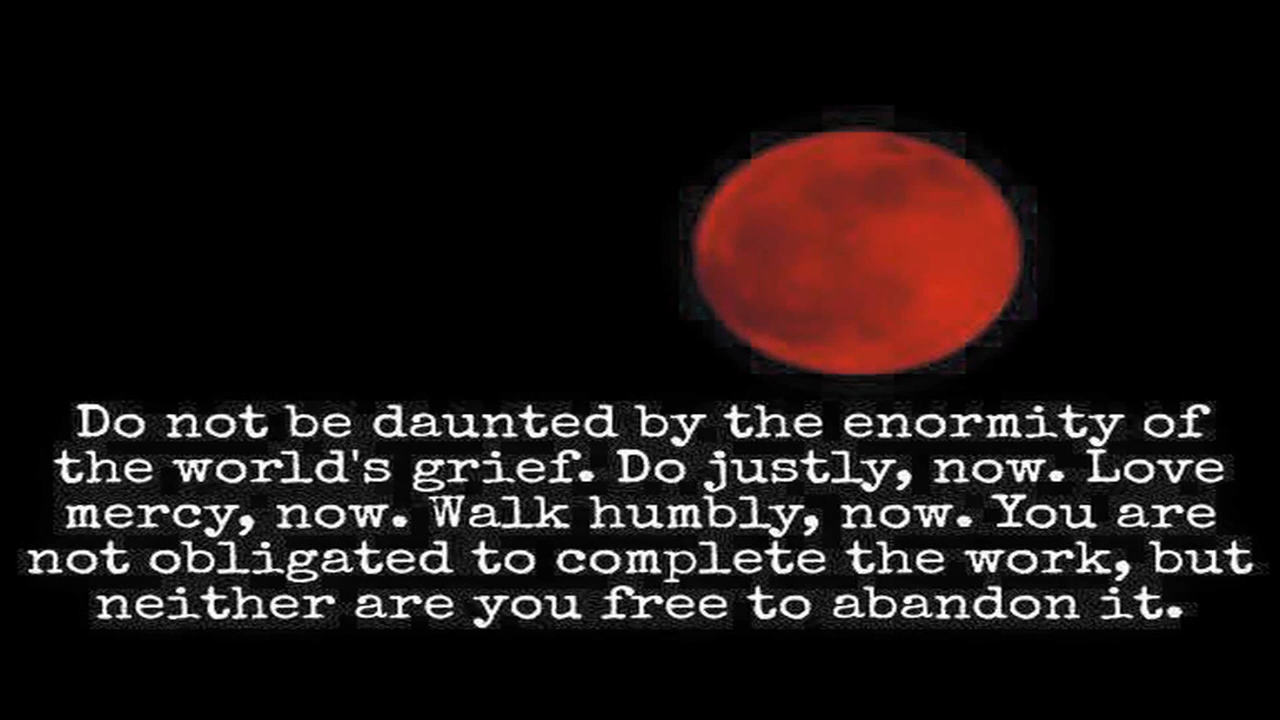 Do not be daunted by the enormity of
the world's grief. Do justly, now. Love
mercy, now. Walk humbly, now. You are
not obligated to complete the work, but
neither are you free to abandon it.